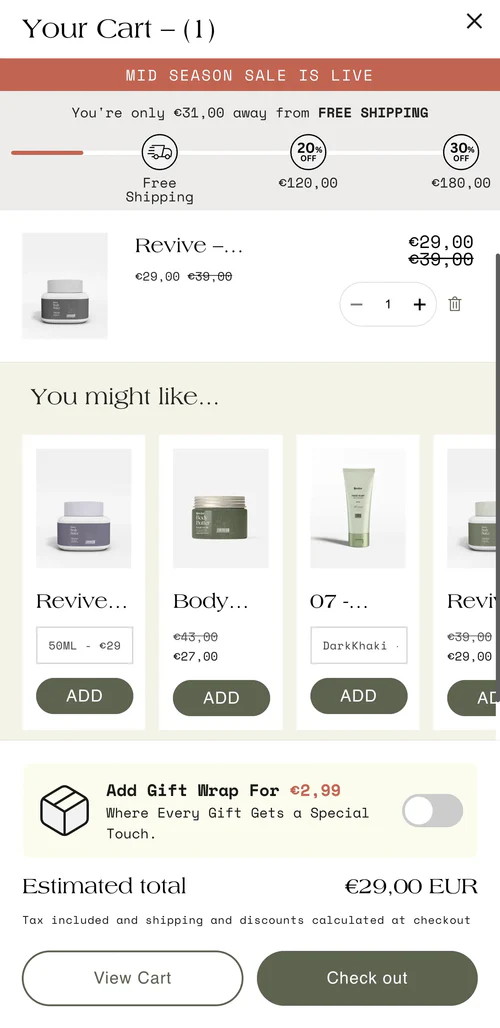 Your Cart – (1)
MID SEASON SALE IS LIVE
You're only €31,00 away from FREE SHIPPING
20% OFF
30% OFF
Free Shipping
€120,00
€180,00
Revive –...
€29,00 €39,00
€29,00
€39,00
1
You might like...
Body Butter
Revive...
Body...
07 -...
Reviv
50ML - €29
€43,00
€27,00
DarkKhaki -
€39,00
€29,00
ADD
ADD
ADD
AD
Add Gift Wrap For €2,99
Where Every Gift Gets a Special
Touch.
Estimated total
€29,00 EUR
Tax included and shipping and discounts calculated at checkout
View Cart
Check out